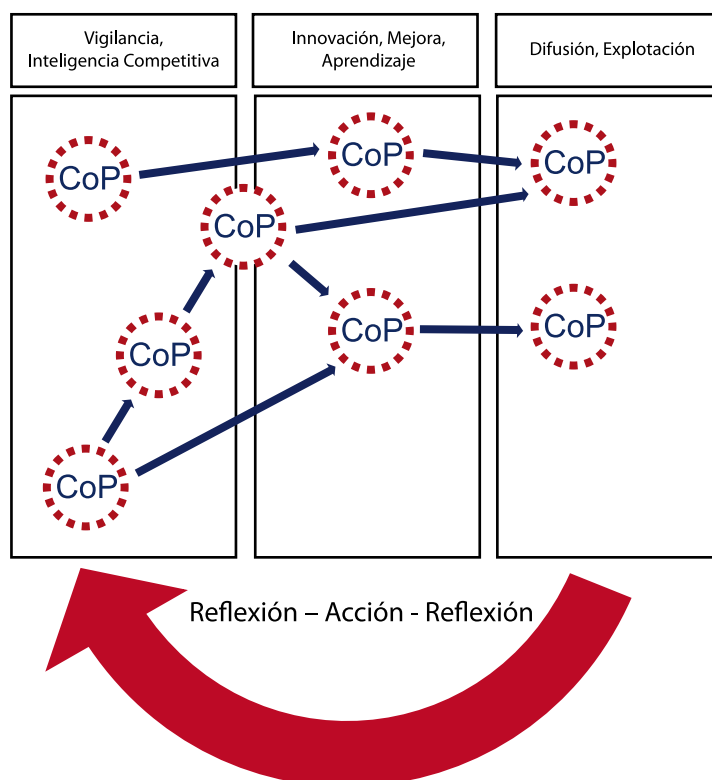 Vigilancia,
Inteligencia Competitiva
Innovación, Mejora,
Aprendizaje
Difusión, Explotación
CoP
CoP
CoP
CoP
CoP
CoP
CoP
CoP
Reflexión – Acción - Reflexión